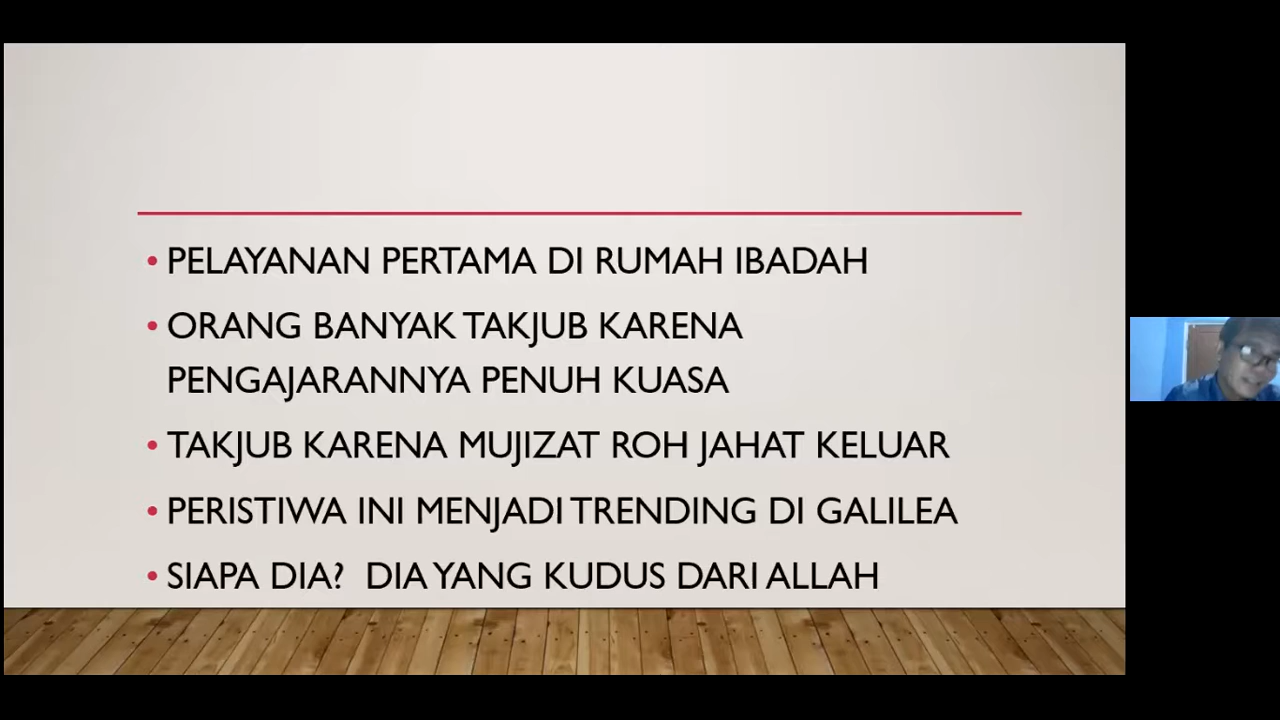 • PELAYANAN PERTAMA DI RUMAH IBADAH
• ORANG BANYAK TAKJUB KARENA
PENGAJARANNYA PENUH KUASA
• TAKJUB KARENA MUJIZAT ROH JAHAT KELUAR
• PERISTIWA INI MENJADI TRENDING DI GALILEA
• SIAPA DIA? DIA YANG KUDUS DARI ALLAH